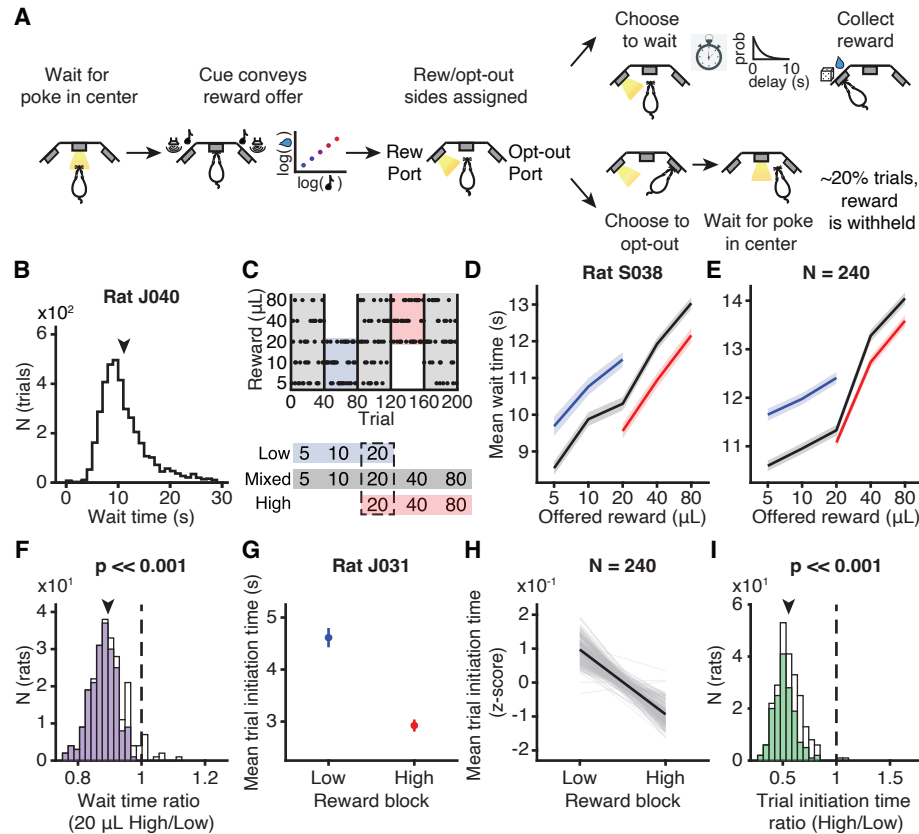 A
Wait for
poke in center
Cue conveys
reward offer
log(💧)
log(♪)
Rew/opt-out
sides assigned
Rew
Port
Opt-out
Port
Choose
to wait
prob
0 10
delay (s)
Collect
reward
Choose to
opt-out
Wait for poke
in center
~20% trials,
reward
is withheld
B
Rat J040
x10²
N (trials)
6
4
2
0
0 10 20 30
Wait time (s)
C
Reward (µL)
80
40
20
10
5
0 40 80 120 160 200
Trial
Low 5 10 20
Mixed 5 10 20 40 80
High 20 40 80
D
Rat S038
Mean wait time (s)
13
12
11
10
9
5 10 20 40 80
Offered reward (µL)
E
N = 240
14
13
12
11
5 10 20 40 80
Offered reward (µL)
F
p << 0.001
x10¹
N (rats)
4
3
2
1
0
0.8 1 1.2
Wait time ratio
(20 µL High/Low)
G
Rat J031
Mean trial initiation time (s)
5
4
3
Low High
Reward block
H
N = 240
x10⁻¹
Mean trial initiation time
(z-score)
2
1
0
-1
-2
Low High
Reward block
I
p << 0.001
x10¹
N (rats)
6
4
2
0
0.5 1 1.5
Trial initiation time
ratio (High/Low)